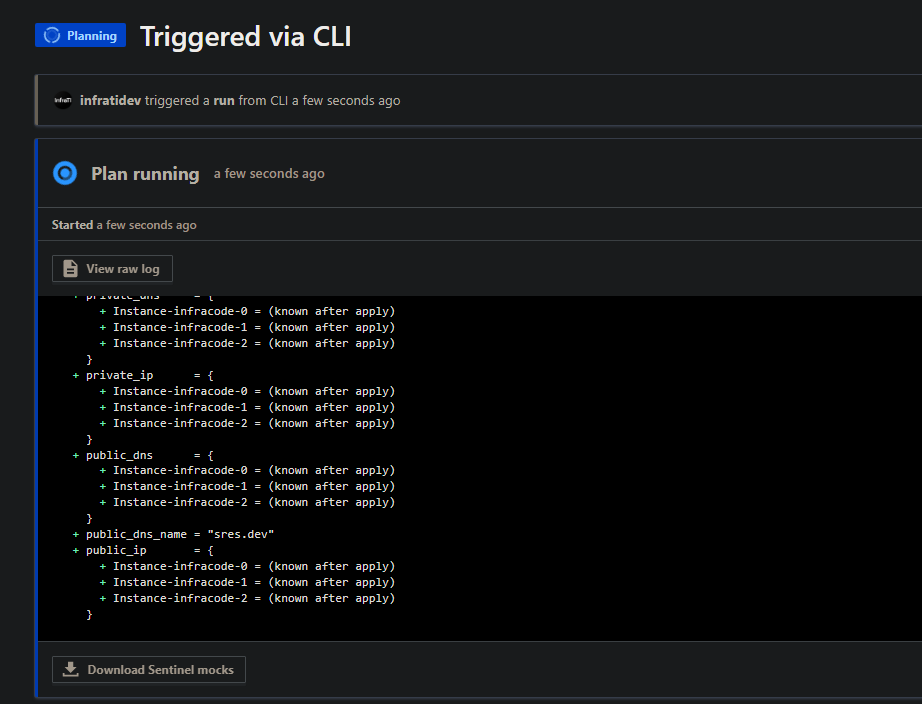 Planning
Triggered via CLI
infratidev triggered a run from CLI a few seconds ago
Plan running a few seconds ago
Started a few seconds ago
View raw log
+ private_dns = {
+ Instance-infracode-0 = (known after apply)
+ Instance-infracode-1 = (known after apply)
+ Instance-infracode-2 = (known after apply)
}
+ private_ip = {
+ Instance-infracode-0 = (known after apply)
+ Instance-infracode-1 = (known after apply)
+ Instance-infracode-2 = (known after apply)
}
+ public_dns = {
+ Instance-infracode-0 = (known after apply)
+ Instance-infracode-1 = (known after apply)
+ Instance-infracode-2 = (known after apply)
}
+ public_dns_name = "sres.dev"
+ public_ip = {
+ Instance-infracode-0 = (known after apply)
+ Instance-infracode-1 = (known after apply)
+ Instance-infracode-2 = (known after apply)
}
Download Sentinel mocks